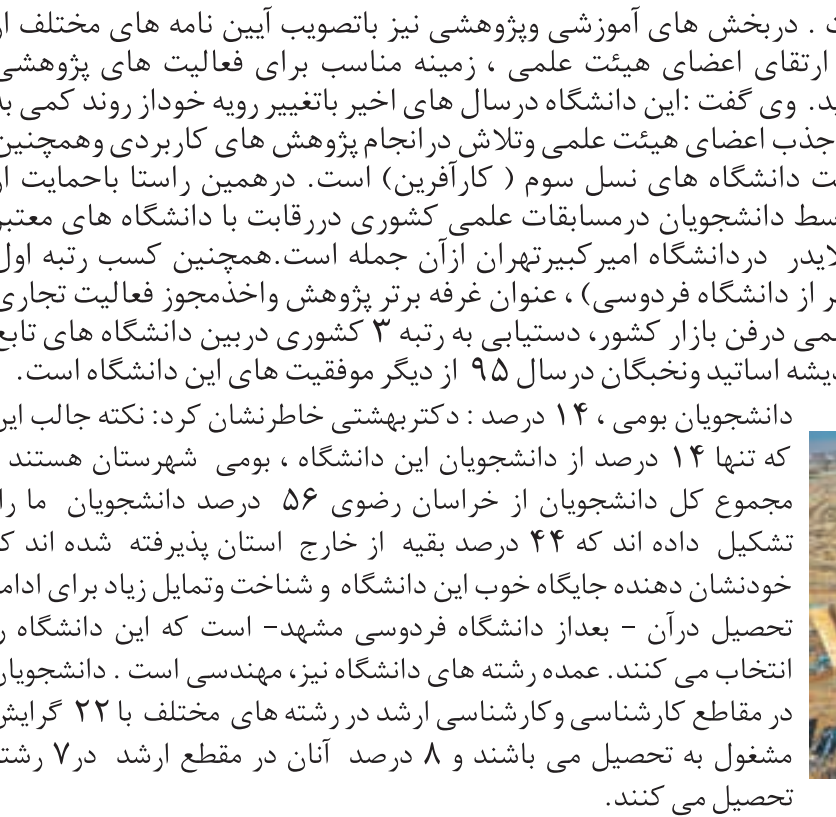 . دربخش های آموزشی وپژوهشی نیز باتصویب آیین نامه های مختلف
ارتقای اعضای هیئت علمی ، زمینه مناسب برای فعالیت های پژوهشی
وی گفت :این دانشگاه درسال های اخیر باتغییر رویه خوداز روند کمی
جذب اعضای هیئت علمی وتلاش درانجام پژوهش های کاربردی وهمچنین
دانشگاه های نسل سوم ( کارآفرین) است. درهمین راستا باحمایت
دانشجویان درمسابقات علمی کشوری دررقابت با دانشگاه های معتبر
دردانشگاه امیرکبیرتهران ازآن جمله است.همچنین کسب رتبه اول
از دانشگاه فردوسی) ، عنوان غرفه برتر پژوهش واخذمجوز فعالیت تجاری
درفن بازار کشور، دستیابی به رتبه ۳ کشوری دربین دانشگاه های تابع
اساتید ونخبگان درسال ۹۵ از دیگر موفقیت های این دانشگاه است.
دانشجویان بومی ، ۱۴ درصد : دکتربهشتی خاطرنشان کرد: نکته جالب این
که تنها ۱۴ درصد از دانشجویان این دانشگاه ، بومی شهرستان هستند
مجموع کل دانشجویان از خراسان رضوی ۵۶ درصد دانشجویان ما را
تشکیل داده اند که ۴۴ درصد بقیه از خارج استان پذیرفته شده اند
خودنشان دهنده جایگاه خوب این دانشگاه و شناخت وتمایل زیاد برای
تحصیل درآن - بعداز دانشگاه فردوسی مشهد- است که این دانشگاه
انتخاب می کنند. عمده رشته های دانشگاه نیز، مهندسی است . دانشجویان
در مقاطع کارشناسی وکارشناسی ارشد در رشته های مختلف با ۲۲ گرایش
مشغول به تحصیل می باشند و ۸ درصد آنان در مقطع ارشد در۷
تحصیل می کنند.